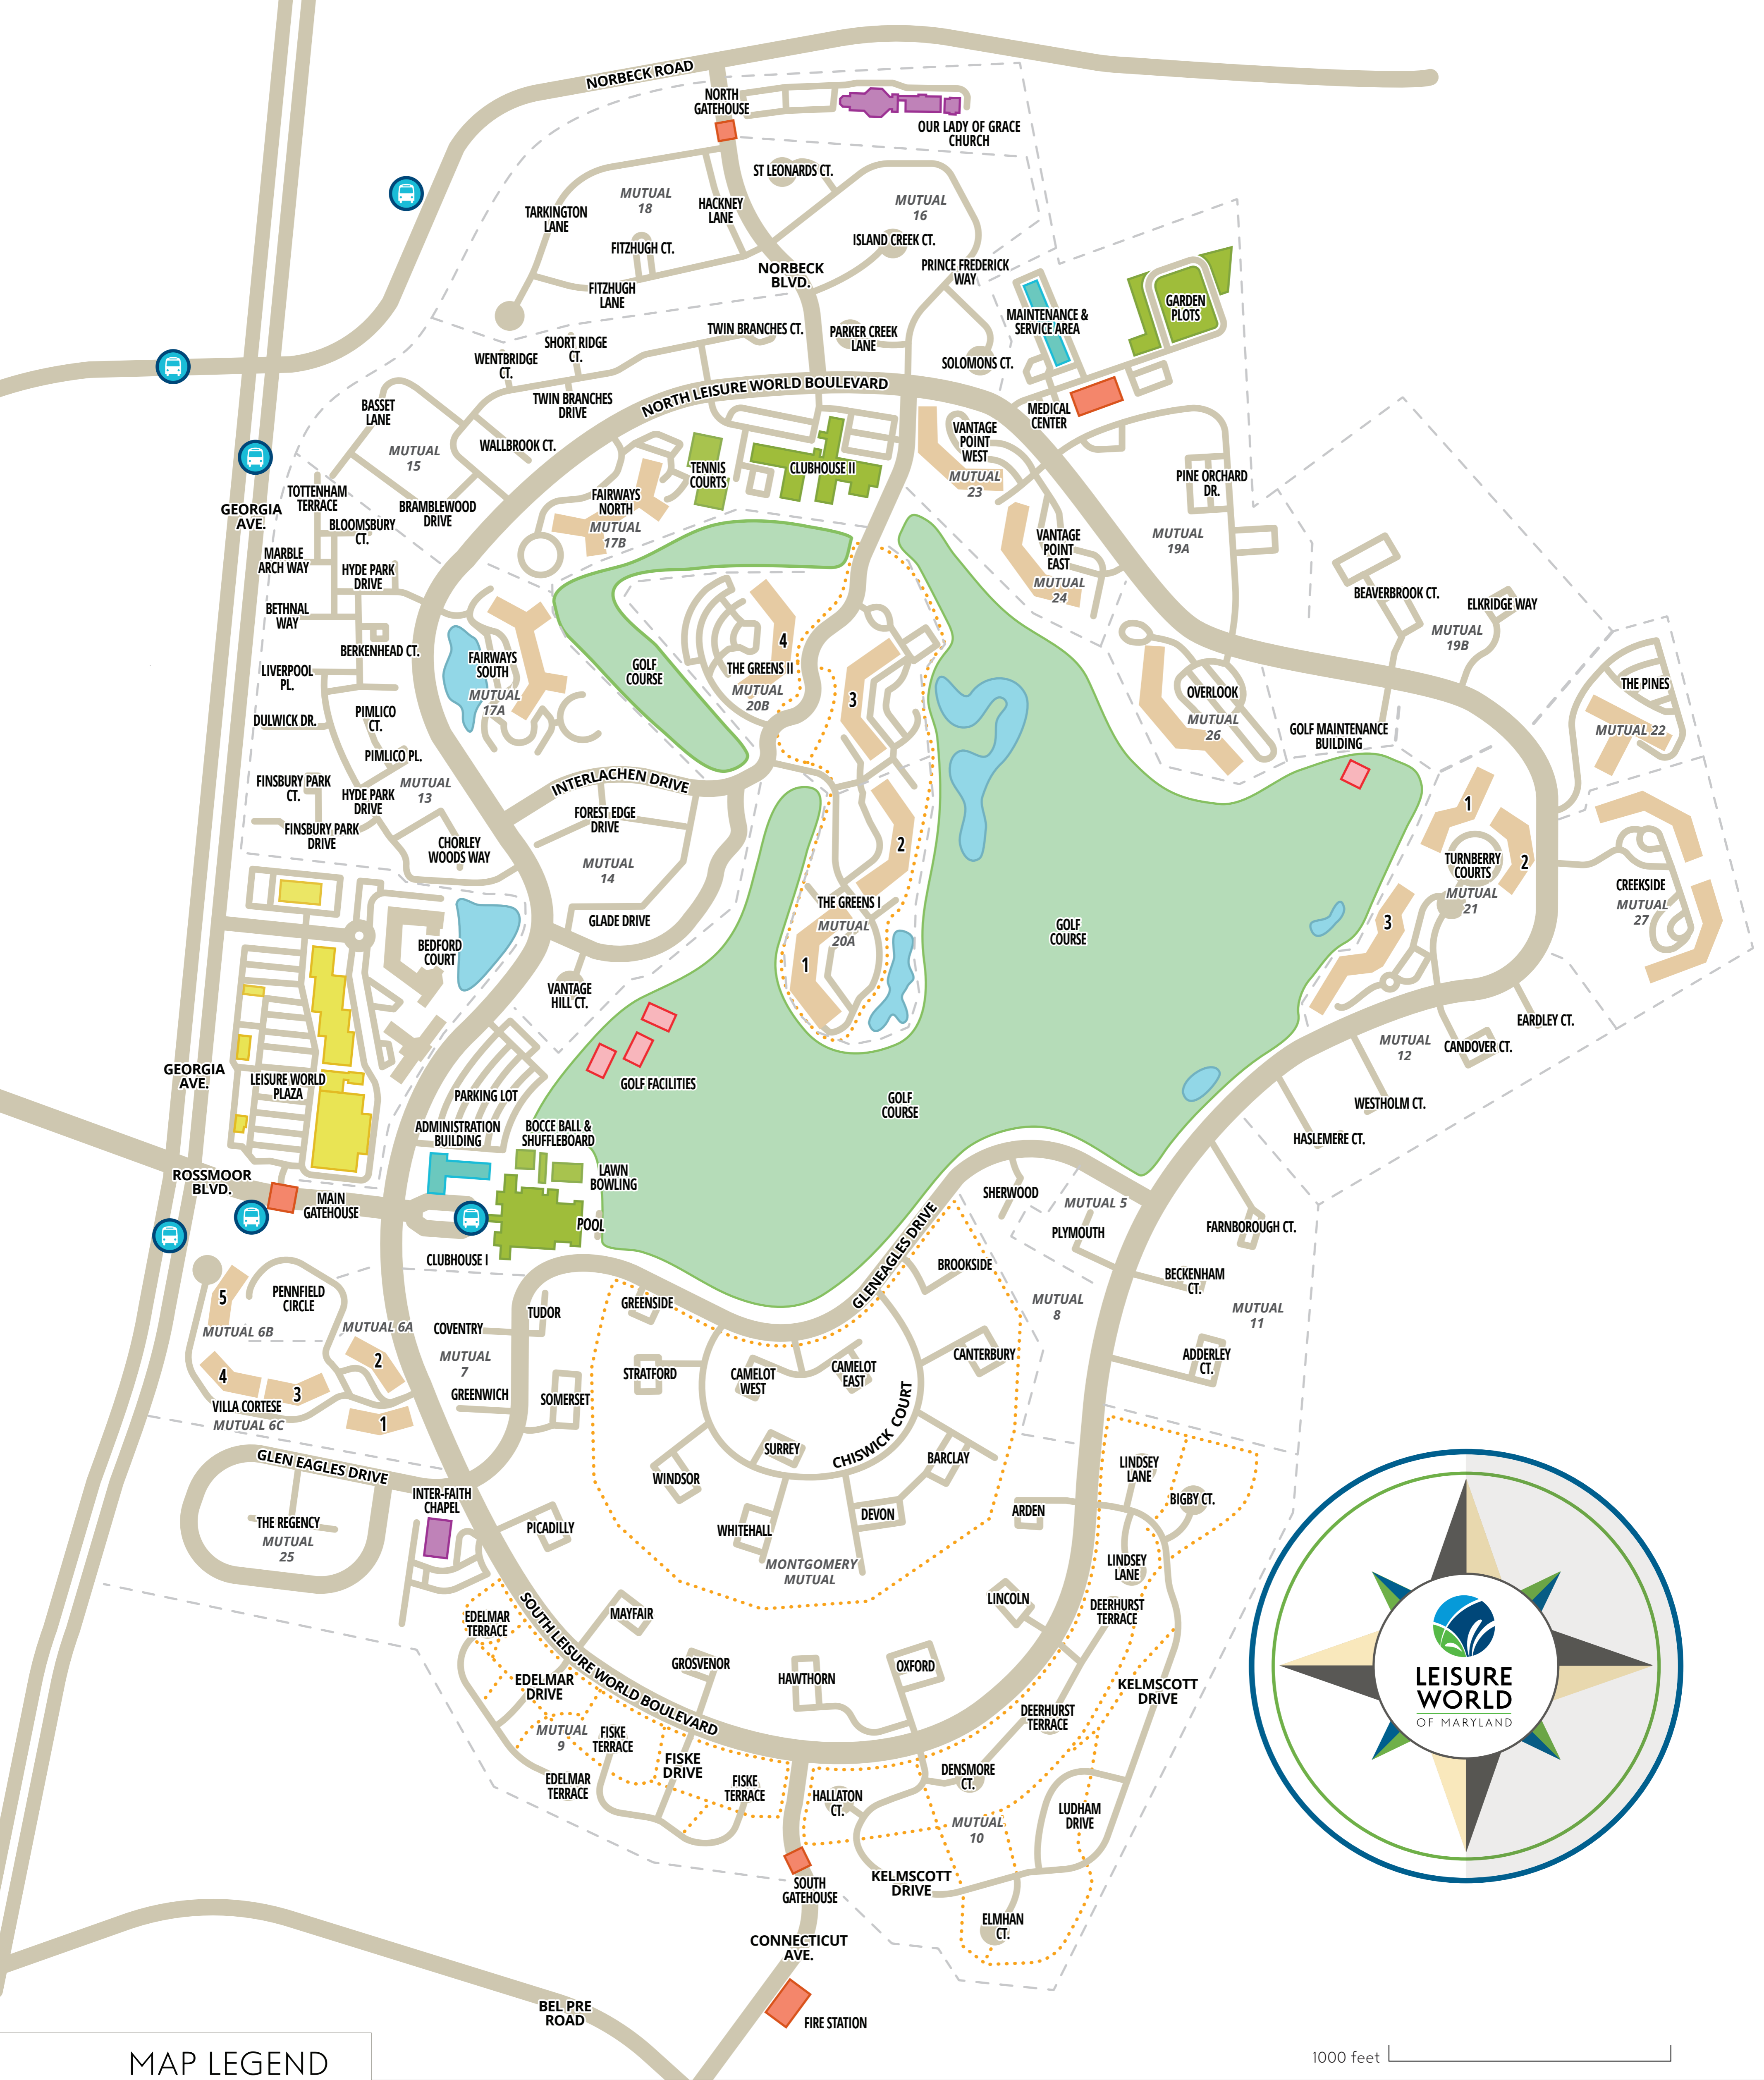 NORBECK ROAD
NORTH
GATEHOUSE
OUR LADY OF GRACE
CHURCH
ST LEONARDS CT.
MUTUAL
18
HACKNEY
LANE
MUTUAL
16
TARKINGTON
LANE
FITZHUGH CT.
ISLAND CREEK CT.
NORBECK
BLVD.
PRINCE FREDERICK
WAY
FITZHUGH
LANE
MAINTENANCE &
SERVICE AREA
GARDEN
PLOTS
TWIN BRANCHES CT.
PARKER CREEK
LANE
SHORT RIDGE
CT.
WENTBRIDGE
CT.
SOLOMONS CT.
NORTH LEISURE WORLD BOULEVARD
TWIN BRANCHES
DRIVE
BASSET
LANE
MEDICAL
CENTER
WALLBROOK CT.
MUTUAL
15
VANTAGE
POINT
WEST
MUTUAL
23
TENNIS
COURTS
CLUBHOUSE II
PINE ORCHARD
DR.
TOTTENHAM
TERRACE
GEORGIA
AVE.
BRAMBLEWOOD
DRIVE
BLOOMSBURY
CT.
FAIRWAYS
NORTH
MUTUAL
17B
VANTAGE
POINT
EAST
MUTUAL
24
MUTUAL
19A
MARBLE
ARCH WAY
HYDE PARK
DRIVE
BETHNAL
WAY
BEAVERBROOK CT.
ELKRIDGE WAY
MUTUAL
19B
BERKENHEAD CT.
FAIRWAYS
SOUTH
MUTUAL
17A
GOLF
COURSE
4
THE GREENS II
MUTUAL
20B
3
LIVERPOOL
PL.
THE PINES
MUTUAL 22
OVERLOOK
MUTUAL
26
DULWICK DR.
PIMLICO
CT.
GOLF MAINTENANCE
BUILDING
PIMLICO PL.
INTERLACHEN DRIVE
FINSBURY PARK
CT.
HYDE PARK
DRIVE
MUTUAL
13
FOREST EDGE
DRIVE
FINSBURY PARK
DRIVE
CHORLEY
WOODS WAY
MUTUAL
14
2
1
2
TURNBERRY
COURTS
MUTUAL
21
3
CREEKSIDE
MUTUAL
27
THE GREENS I
MUTUAL
20A
1
GLADE DRIVE
GOLF
COURSE
BEDFORD
COURT
VANTAGE
HILL CT.
EARDLEY CT.
MUTUAL
12
CANDOVER CT.
GEORGIA
AVE.
LEISURE WORLD
PLAZA
GOLF FACILITIES
PARKING LOT
GOLF
COURSE
WESTHOLM CT.
HASLEMERE CT.
ADMINISTRATION
BUILDING
BOCCE BALL &
SHUFFLEBOARD
LAWN
BOWLING
ROSSMOOR
BLVD.
MAIN
GATEHOUSE
POOL
CLUBHOUSE I
SHERWOOD
MUTUAL 5
PLYMOUTH
FARNBOROUGH CT.
GLENEAGLES DRIVE
BROOKSIDE
BECKENHAM
CT.
MUTUAL
8
MUTUAL
11
PENNFIELD
CIRCLE
5
MUTUAL 6B
MUTUAL 6A
GREENSIDE
TUDOR
COVENTRY
MUTUAL
7
ADDERLEY
CT.
2
4
3
VILLA CORTESE
MUTUAL 6C
1
GREENWICH
SOMERSET
STRATFORD
CAMELOT
WEST
CAMELOT
EAST
CANTERBURY
CHISWICK COURT
SURREY
WINDSOR
BARCLAY
GLEN EAGLES DRIVE
LINDSEY
LANE
BIGBY CT.
INTER-FAITH
CHAPEL
THE REGENCY
MUTUAL
25
PICADILLY
WHITEHALL
DEVON
ARDEN
MONTGOMERY
MUTUAL
LINDSEY
LANE
LINCOLN
DEERHURST
TERRACE
SOUTH LEISURE WORLD BOULEVARD
EDELMAR
TERRACE
MAYFAIR
GROSVENOR
HAWTHORN
OXFORD
EDELMAR
DRIVE
KELMSCOTT
DRIVE
DEERHURST
TERRACE
MUTUAL
9
FISKE
TERRACE
FISKE
DRIVE
EDELMAR
TERRACE
FISKE
TERRACE
HALLATON
CT.
DENSMORE
CT.
MUTUAL
10
LUDHAM
DRIVE
KELMSCOTT
DRIVE
SOUTH
GATEHOUSE
ELMHAN
CT.
CONNECTICUT
AVE.
BEL PRE
ROAD
FIRE STATION
LEISURE
WORLD
OF MARYLAND
MAP LEGEND
1000 feet